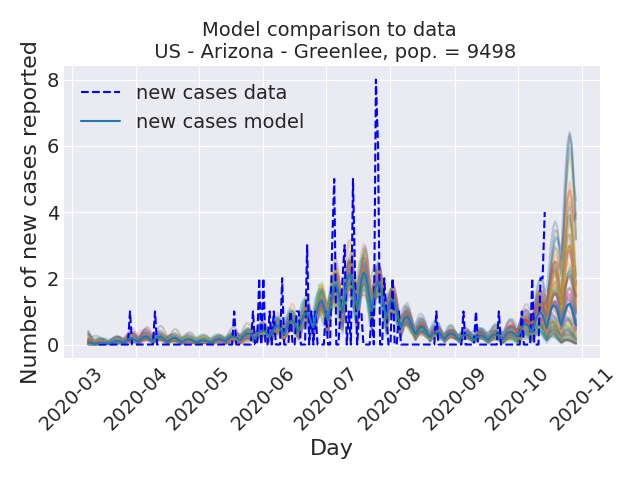 Model comparison to data
US - Arizona - Greenlee, pop. = 9498
Number of new cases reported
8
6
4
2
0
new cases data
new cases model
2020-03
2020-04
2020-05
2020-06
2020-07
2020-08
2020-09
2020-10
2020-11
Day